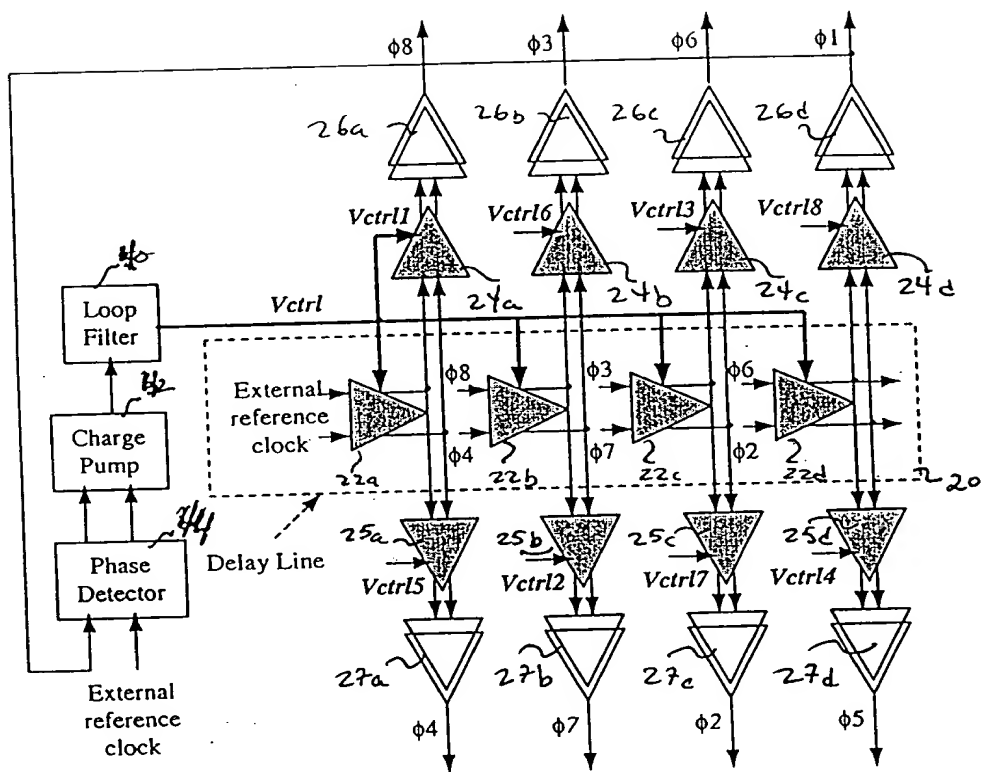 φ8 φ3 φ6 φ1
26a 26b 26c 26d
Vctrl1 Vctrl6 Vctrl3 Vctrl8
24a 24b 24c 24d
Loop
Filter
Vctrl
External
reference
clock
φ8 φ3 φ6
φ4 φ7 φ2
22a 22b 22c 22d
20
Charge
Pump
Delay Line
25a 25b 25c 25d
Vctrl5 Vctrl2 Vctrl7 Vctrl4
Phase
Detector
27a 27b 27c 27d
External
reference
clock
φ4 φ7 φ2 φ5